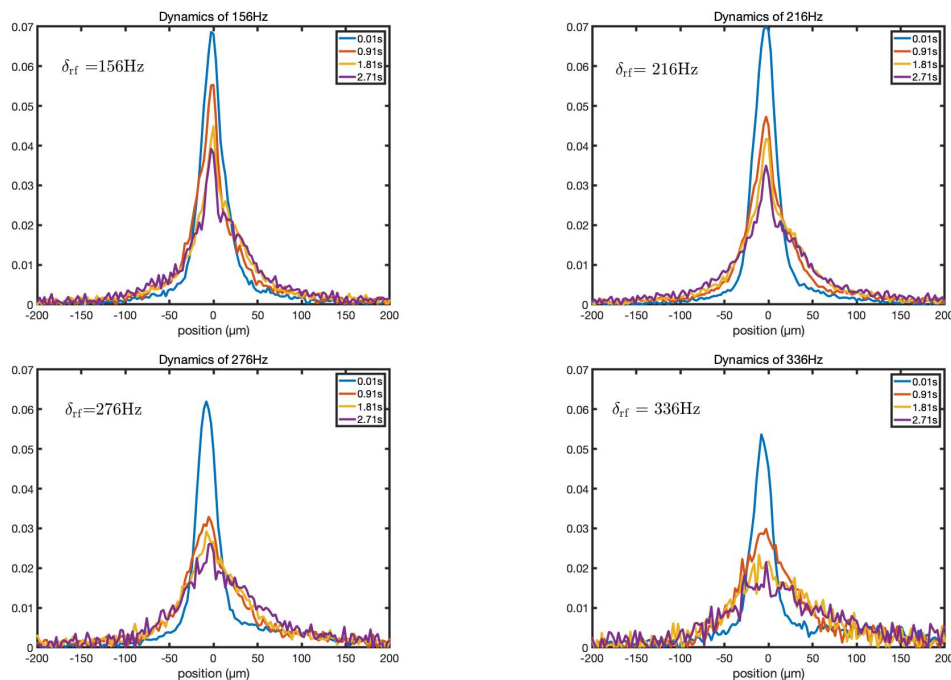 Dynamics of 156Hz
0.07
0.06
0.05
0.04
0.03
0.02
0.01
0
δrf =156Hz
0.01s
0.91s
1.81s
2.71s
-200 -150 -100 -50 0 50 100 150 200
position (µm)
Dynamics of 216Hz
0.07
0.06
0.05
0.04
0.03
0.02
0.01
0
δrf= 216Hz
0.01s
0.91s
1.81s
2.71s
-200 -150 -100 -50 0 50 100 150 200
position (µm)
Dynamics of 276Hz
0.07
0.06
0.05
0.04
0.03
0.02
0.01
0
δrf=276Hz
0.01s
0.91s
1.81s
2.71s
-200 -150 -100 -50 0 50 100 150 200
position (µm)
Dynamics of 336Hz
0.07
0.06
0.05
0.04
0.03
0.02
0.01
0
δrf = 336Hz
0.01s
0.91s
1.81s
2.71s
-200 -150 -100 -50 0 50 100 150 200
position (µm)